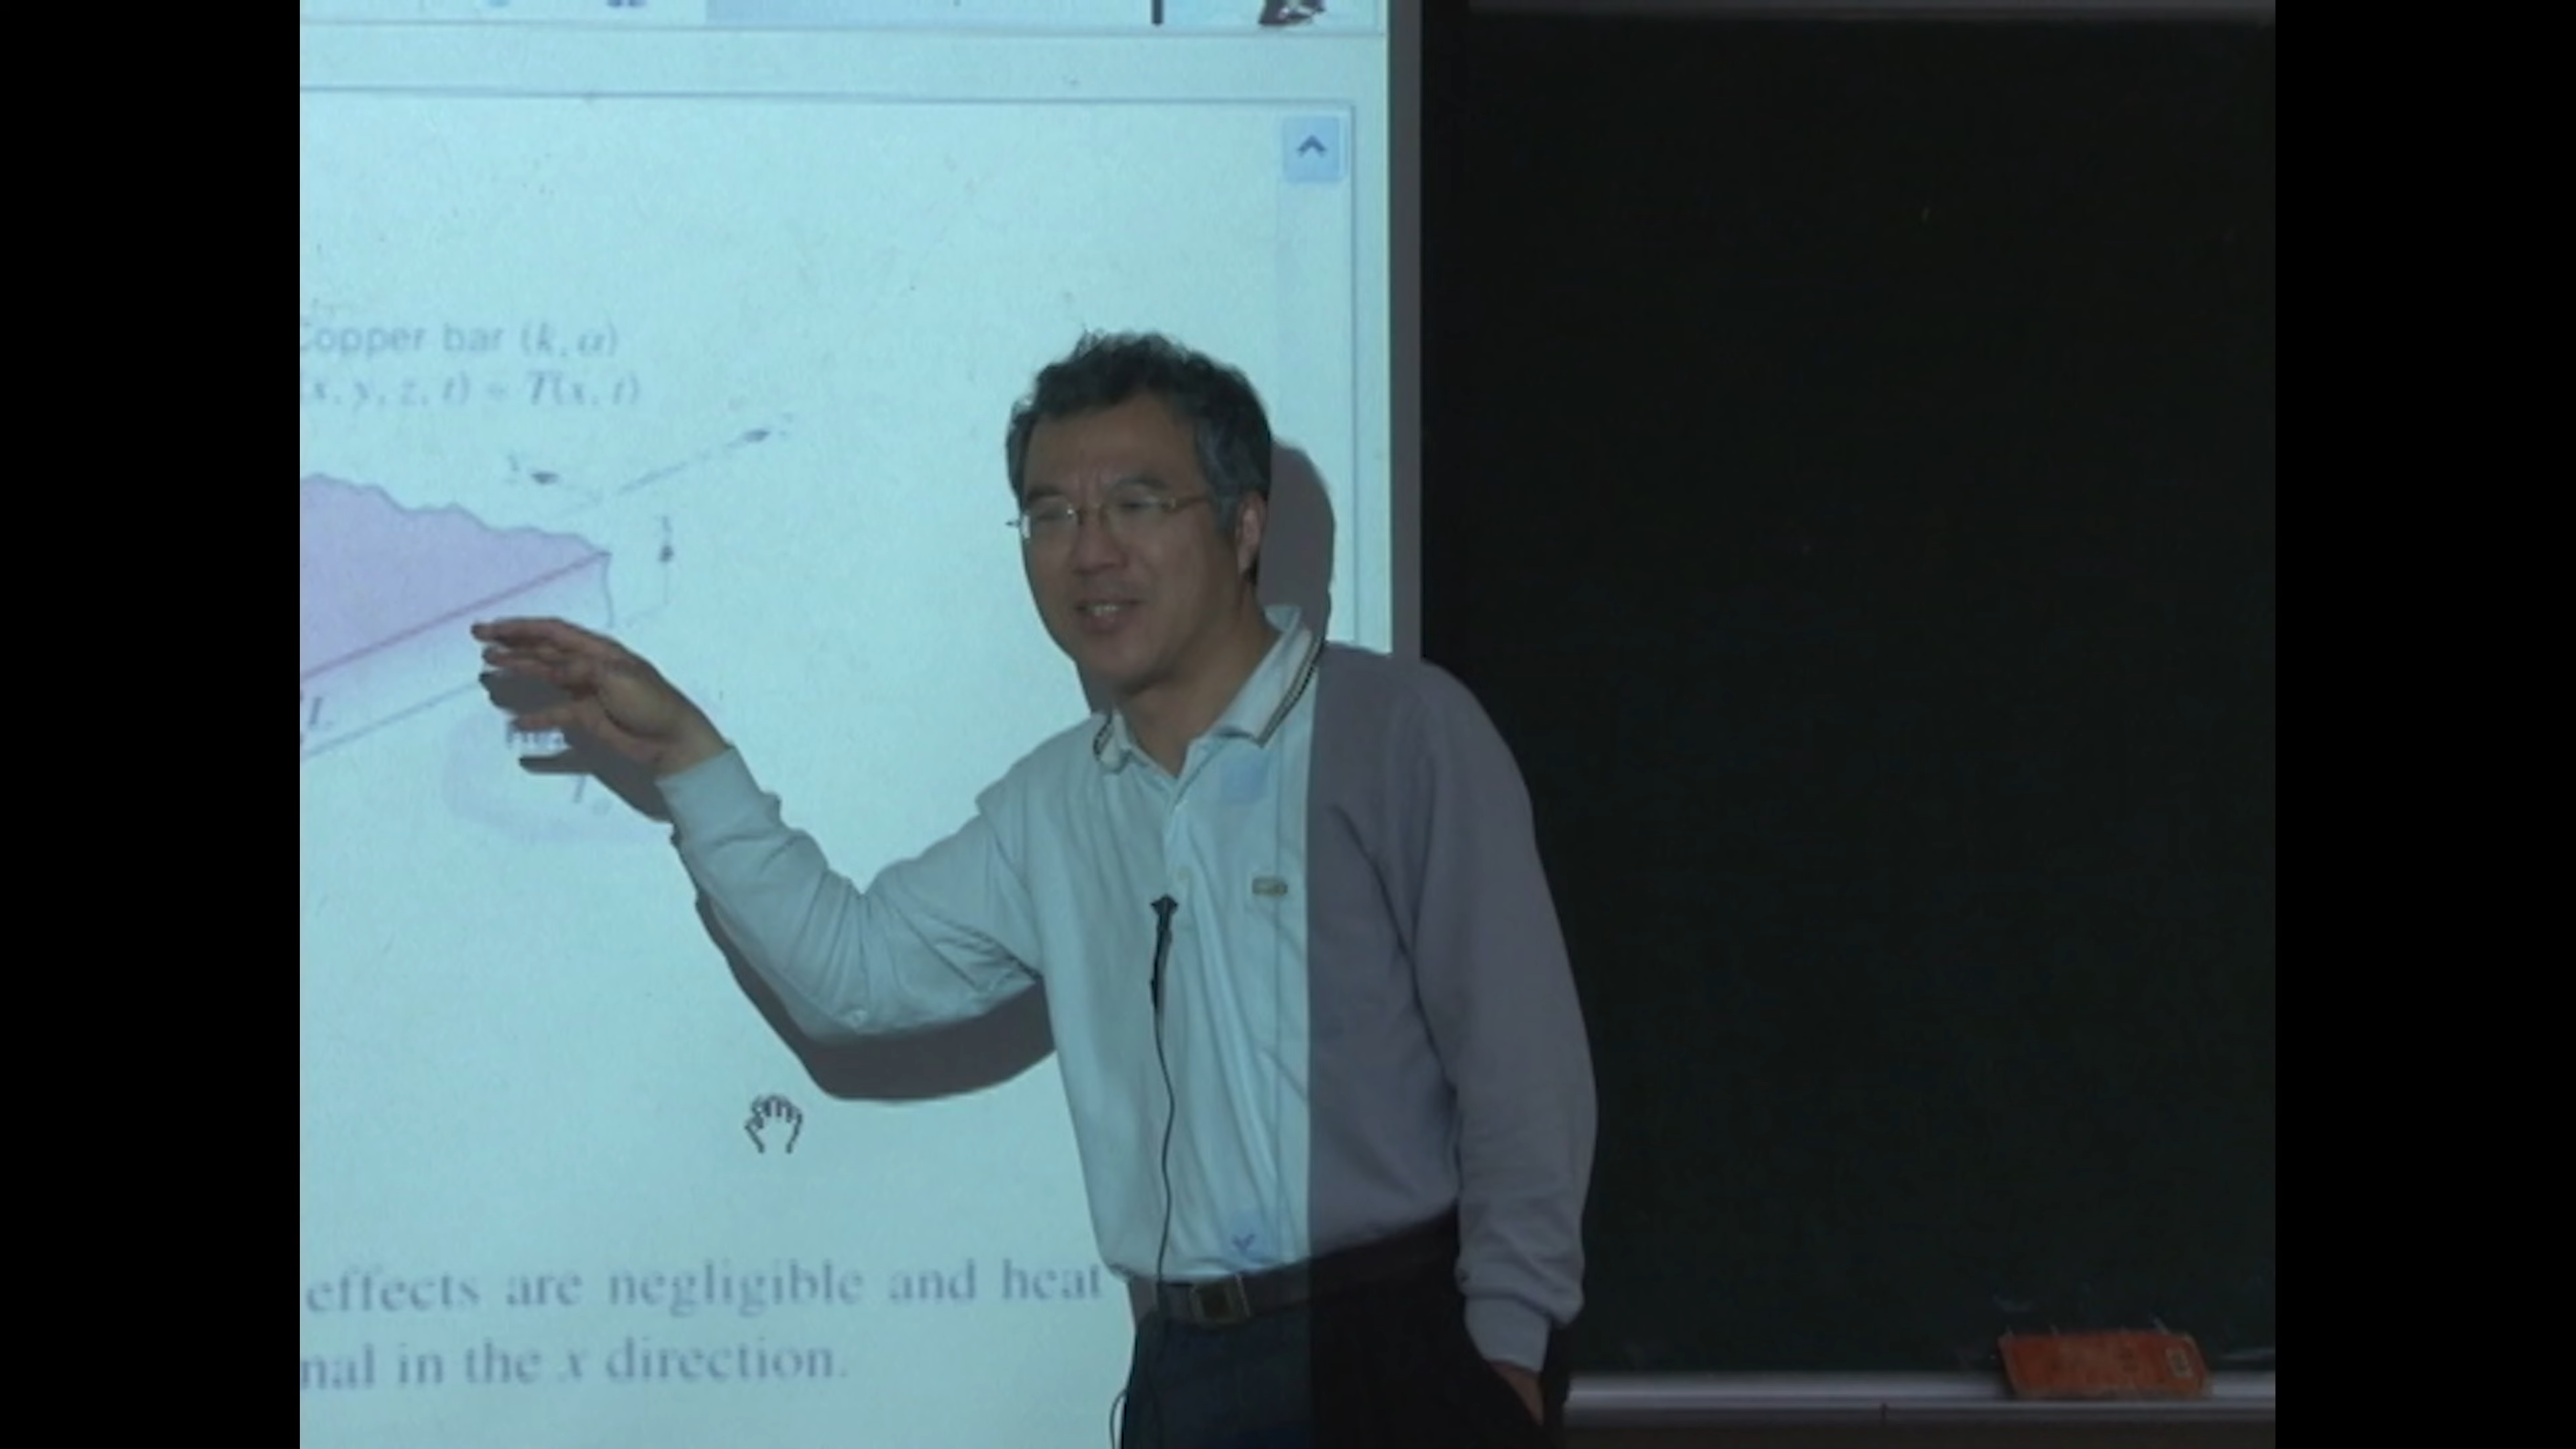 Copper bar (k, α)
x, y, z, t) ≈ T(x, t)
z
y
x
L
effects are negligible and heat
nal in the x direction.